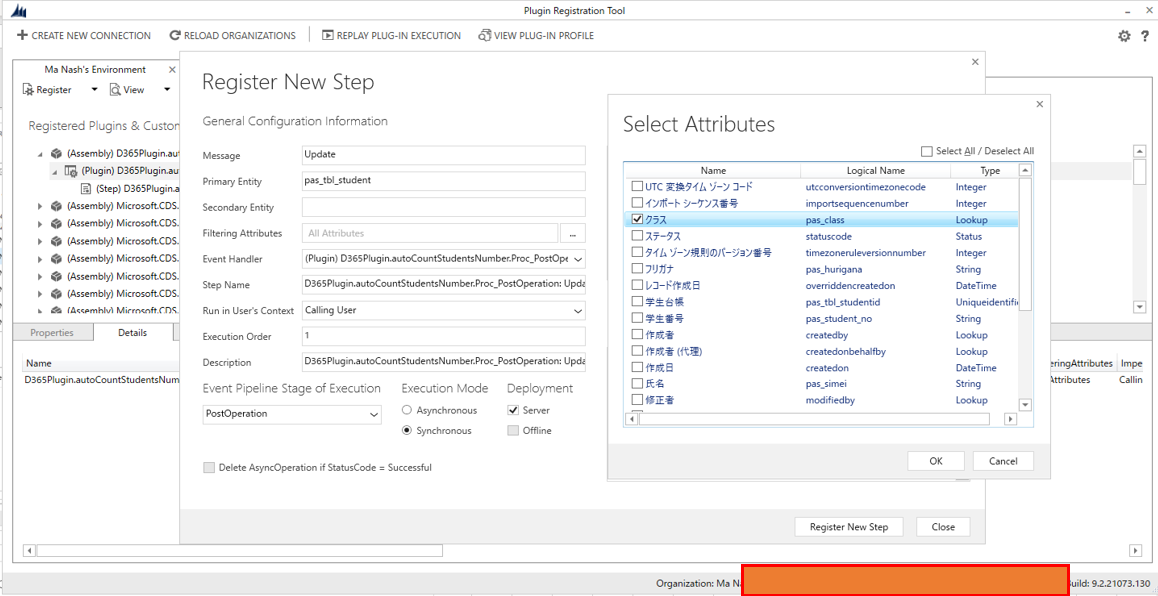 Plugin Registration Tool
CREATE NEW CONNECTION RELOAD ORGANIZATIONS REPLAY PLUG-IN EXECUTION VIEW PLUG-IN PROFILE
Ma Nash's Environment
Register View
Registered Plugins & Custon
(Assembly) D365Plugin.aut
(Plugin) D365Plugin.au
(Step) D365Plugin.a
(Assembly) Microsoft.CDS.
(Assembly) Microsoft.CDS.
(Assembly) Microsoft.CDS.
(Assembly) Microsoft.CDS.
(Assembly) Microsoft.CDS.
(Assembly) Microsoft.CDS.
(Assembly) Microsoft.CDS.
Properties Details
Name
D365Plugin.autoCountStudentsNum
Register New Step
General Configuration Information
Message Update
Primary Entity pas_tbl_student
Secondary Entity
Filtering Attributes All Attributes ...
Event Handler (Plugin) D365Plugin.autoCountStudentsNumber.Proc_PostOpe
Step Name D365Plugin.autoCountStudentsNumber.Proc_PostOperation: Upda
Run in User's Context Calling User
Execution Order 1
Description D365Plugin.autoCountStudentsNumber.Proc_PostOperation: Upda
Event Pipeline Stage of Execution Execution Mode Deployment
PostOperation Asynchronous Server
Synchronous Offline
Delete AsyncOperation if StatusCode = Successful
Register New Step Close
Select Attributes
Select All / Deselect All
Name Logical Name Type
UTC 変換タイム ゾーン コード utcconversiontimezonecode Integer
インポート シーケンス番号 importsequencenumber Integer
クラス pas_class Lookup
ステータス statuscode Status
タイム ゾーン規則のバージョン番号 timezoneruleversionnumber Integer
フリガナ pas_hurigana String
レコード作成日 overriddencreatedon DateTime
学生台帳 pas_tbl_studentid Uniqueidentifi
学生番号 pas_student_no String
作成者 createdby Lookup
作成者 (代理) createdonbehalfby Lookup
作成日 createdon DateTime
氏名 pas_simei String
修正者 modifiedby Lookup
OK Cancel
eringAttributes Impe
Attributes Callin
Organization: Ma Na uild: 9.2.21073.130